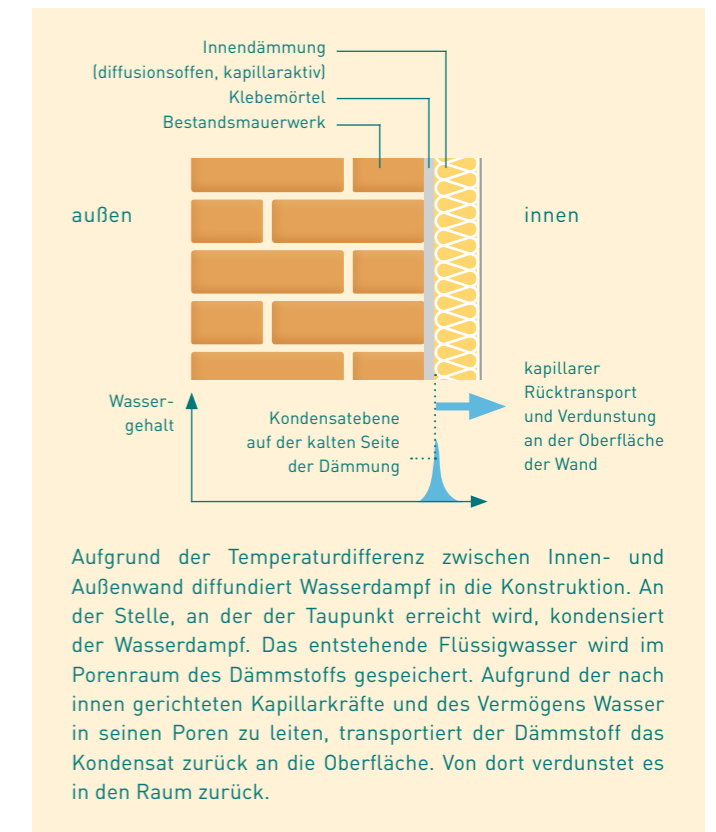 Innendämmung
(diffusionsoffen, kapillaraktiv)
Klebemörtel
Bestandsmauerwerk
außen
innen
Wasser-
gehalt
Kondensatebene
auf der kalten Seite
der Dämmung
kapillarer
Rücktransport
und Verdunstung
an der Oberfläche
der Wand
Aufgrund der Temperaturdifferenz zwischen Innen- und
Außenwand diffundiert Wasserdampf in die Konstruktion. An
der Stelle, an der der Taupunkt erreicht wird, kondensiert
der Wasserdampf. Das entstehende Flüssigwasser wird im
Porenraum des Dämmstoffs gespeichert. Aufgrund der nach
innen gerichteten Kapillarkräfte und des Vermögens Wasser
in seinen Poren zu leiten, transportiert der Dämmstoff das
Kondensat zurück an die Oberfläche. Von dort verdunstet es
in den Raum zurück.